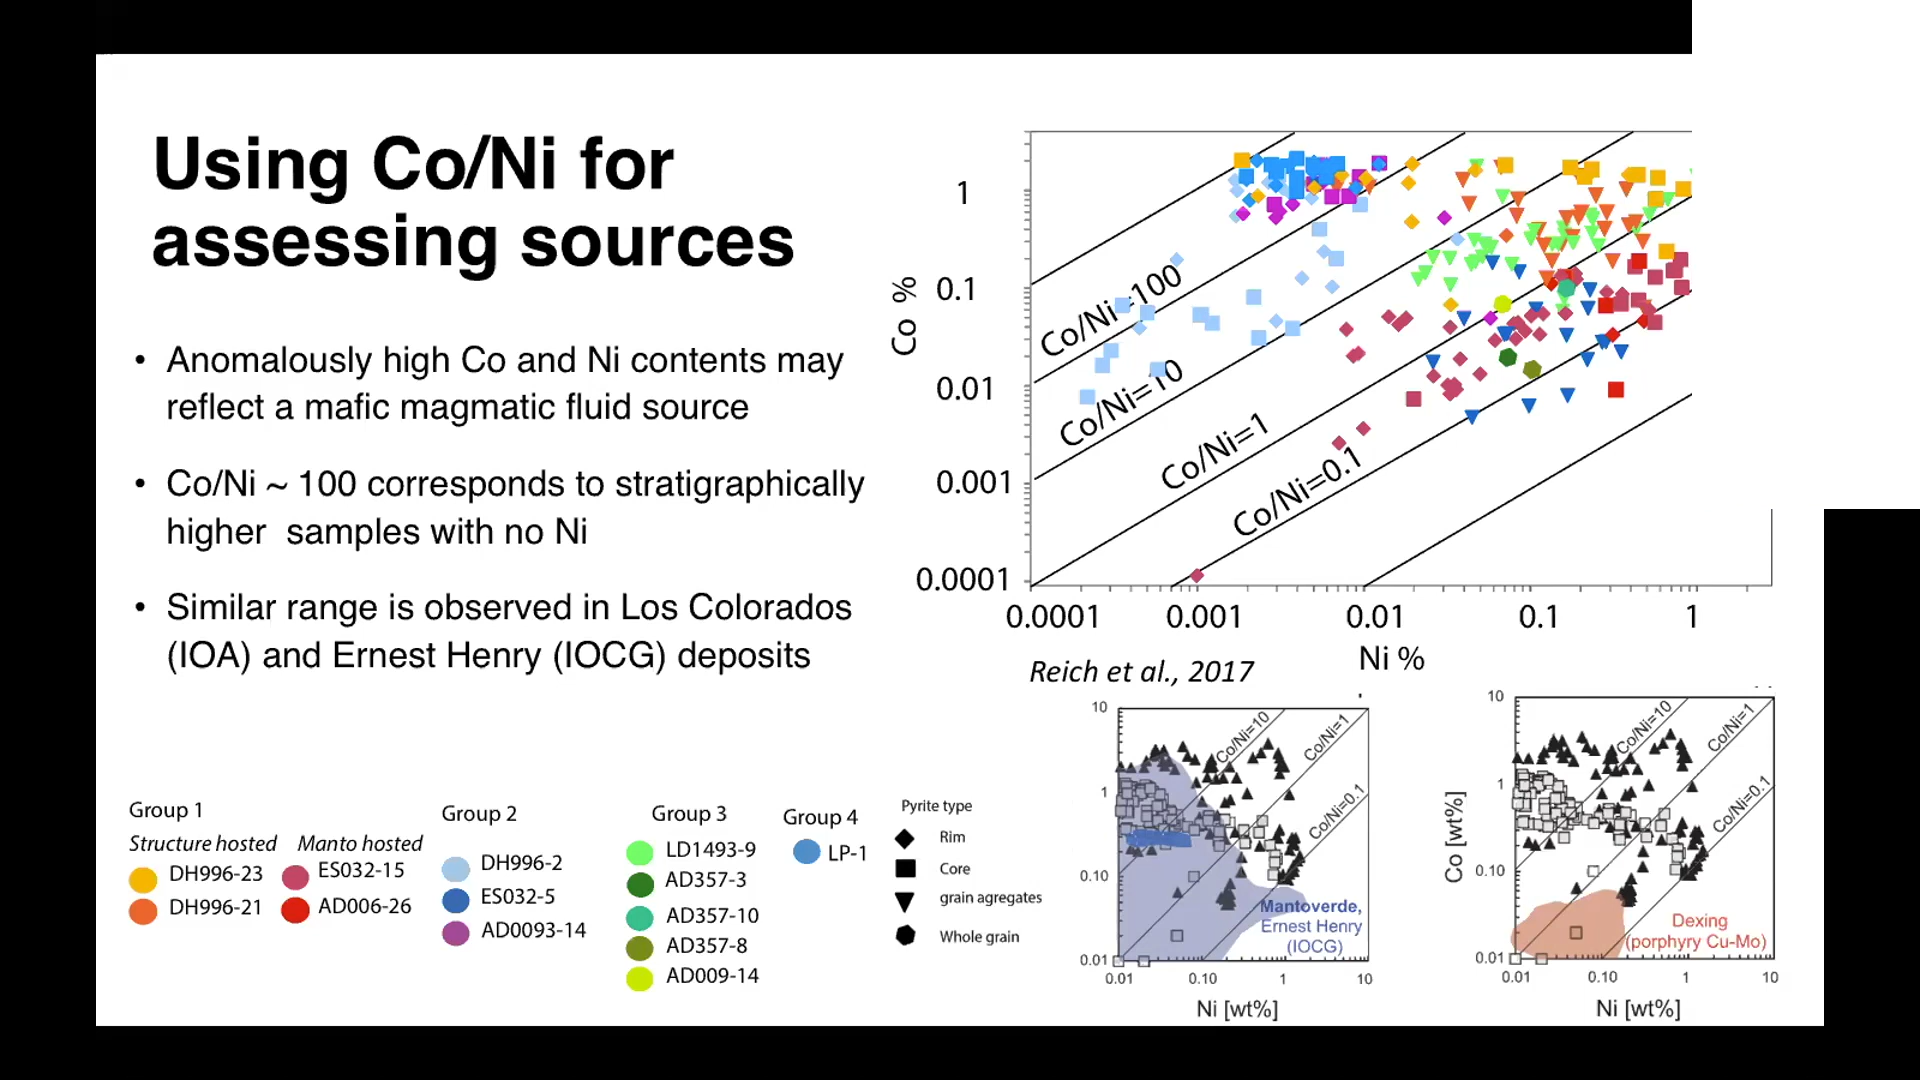 Using Co/Ni for
assessing sources
• Anomalously high Co and Ni contents may
reflect a mafic magmatic fluid source
• Co/Ni ~ 100 corresponds to stratigraphically
higher samples with no Ni
• Similar range is observed in Los Colorados
(IOA) and Ernest Henry (IOCG) deposits
Group 1
Structure hosted
DH996-23
DH996-21
Manto hosted
ES032-15
AD006-26
Group 2
DH996-2
ES032-5
AD0093-14
Group 3
LD1493-9
AD357-3
AD357-10
AD357-8
AD009-14
Group 4
LP-1
Pyrite type
Rim
Core
grain agregates
Whole grain
Co %
1
0.1
0.01
0.001
0.0001
Co/Ni=100
Co/Ni=10
Co/Ni=1
Co/Ni=0.1
0.0001
0.001
0.01
0.1
1
Ni %
Reich et al., 2017
10
1
0.10
0.01
Co/Ni=10
Co/Ni=1
Co/Ni=0.1
Mantoverde,
Ernest Henry
(IOCG)
0.01
0.10
1
10
Ni [wt%]
Co [wt%]
10
1
0.10
0.01
Co/Ni=10
Co/Ni=1
Co/Ni=0.1
Dexing
(porphyry Cu-Mo)
0.01
0.10
1
10
Ni [wt%]